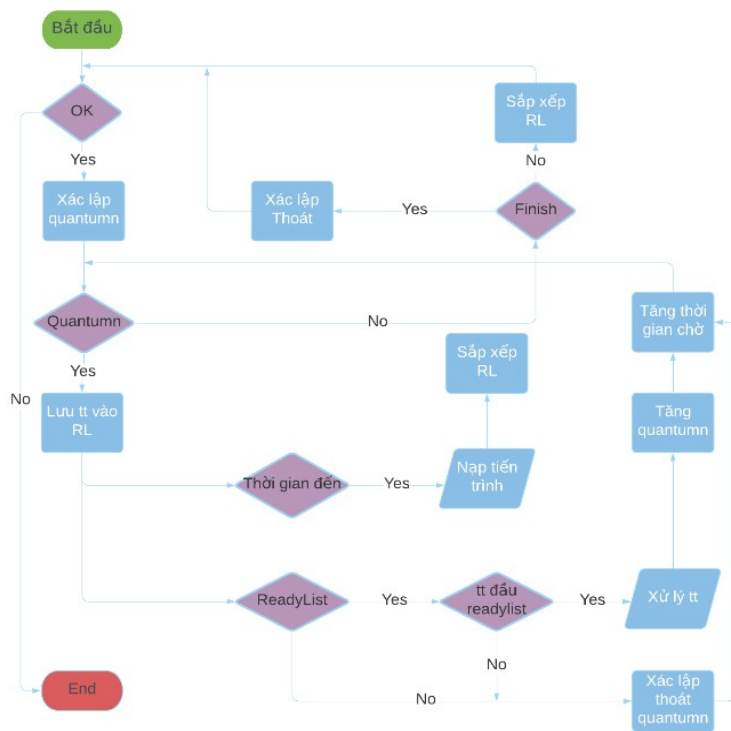 Bắt đầu
OK
Sắp xếp
RL
Yes
No
Xác lập
quantumn
Xác lập
Thoát
Yes
Finish
Quantumn
No
Tăng thời
gian chờ
Sắp xếp
RL
Yes
No
Lưu tt vào
RL
Tăng
quantumn
Thời gian đến
Yes
Nạp tiến
trình
ReadyList
Yes
tt đầu
readylist
Yes
Xử lý tt
No
End
No
Xác lập
thoát
quantumn